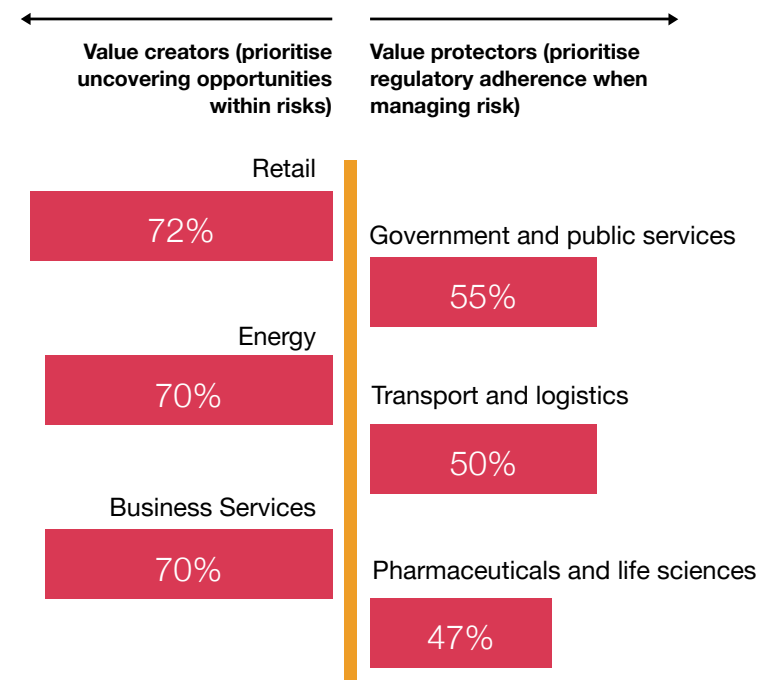 Value creators (prioritise
uncovering opportunities
within risks)
Value protectors (prioritise
regulatory adherence when
managing risk)
Retail
72%
Government and public services
55%
Energy
70%
Transport and logistics
50%
Business Services
70%
Pharmaceuticals and life sciences
47%